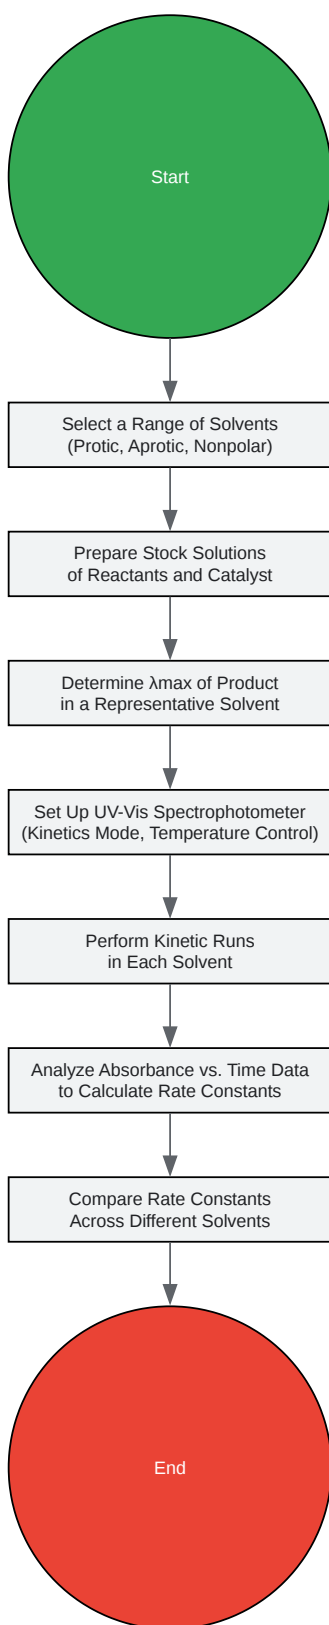 Start
Select a Range of Solvents
(Protic, Aprotic, Nonpolar)
Prepare Stock Solutions
of Reactants and Catalyst
Determine λmax of Product
in a Representative Solvent
Set Up UV-Vis Spectrophotometer
(Kinetics Mode, Temperature Control)
Perform Kinetic Runs
in Each Solvent
Analyze Absorbance vs. Time Data
to Calculate Rate Constants
Compare Rate Constants
Across Different Solvents
End